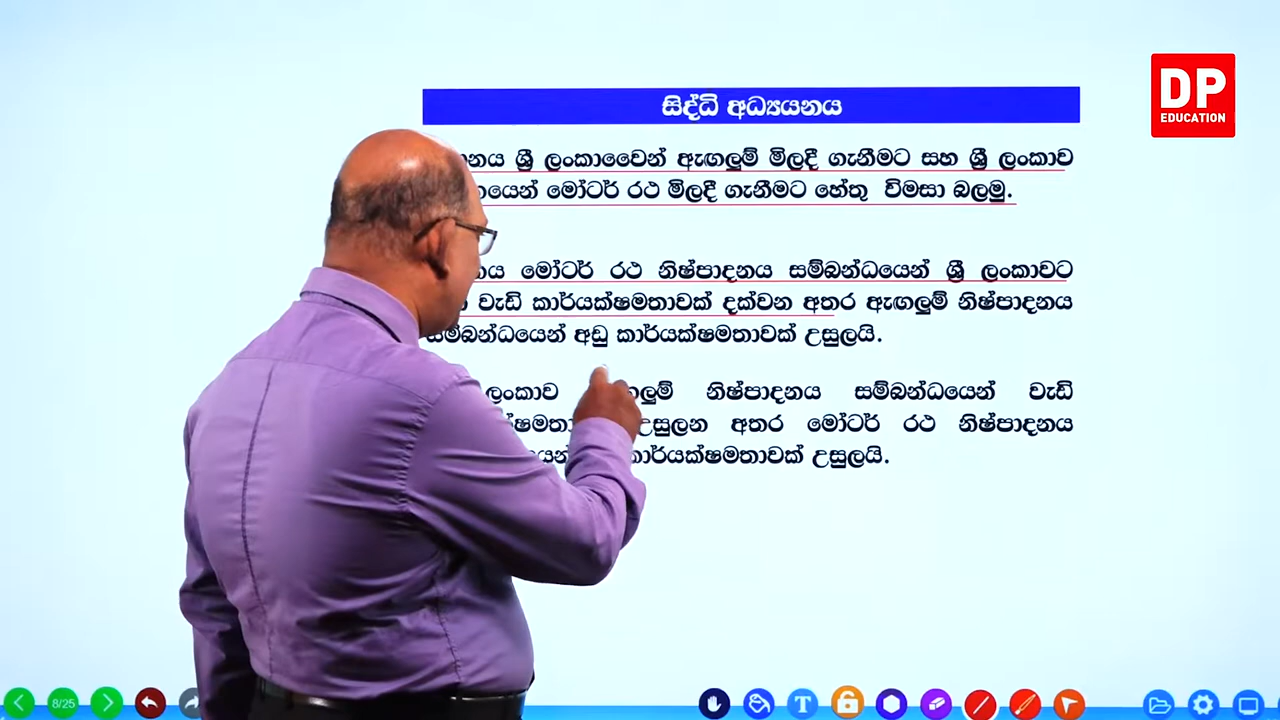 DP
EDUCATION
සිද්ධි අධ්‍යයනය
ශ්‍රී ලංකාවෙන් ඇඟලුම් මිලදී ගැනීමට සහ ශ්‍රී ලංකාව
මෝටර් රථ මිලදී ගැනීමට හේතු විමසා බලමු.
මෝටර් රථ නිෂ්පාදනය සම්බන්ධයෙන් ශ්‍රී ලංකාවට
වැඩි කාර්යක්ෂමතාවක් දක්වන අතර ඇඟලුම් නිෂ්පාදනය
සම්බන්ධයෙන් අඩු කාර්යක්ෂමතාවක් උසුලයි.
ලංකාව නිෂ්පාදනය සම්බන්ධයෙන් වැඩි
උසුලන අතර මෝටර් රථ නිෂ්පාදනය
කාර්යක්ෂමතාවක් උසුලයි.
8/25